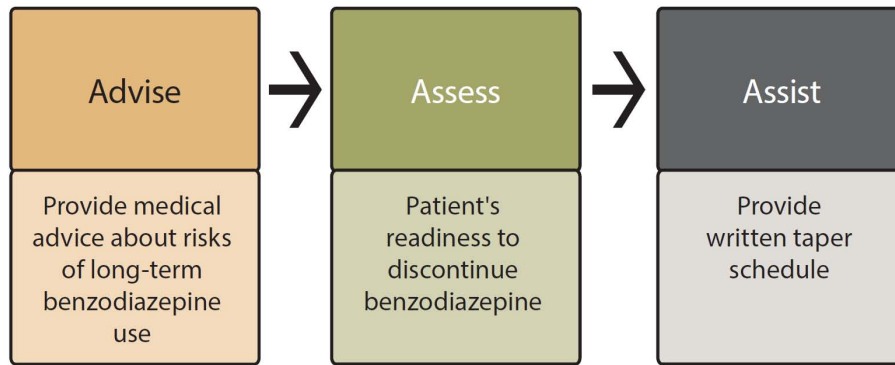 Advise
Provide medical
advice about risks
of long-term
benzodiazepine
use
Assess
Patient's
readiness to
discontinue
benzodiazepine
Assist
Provide
written taper
schedule